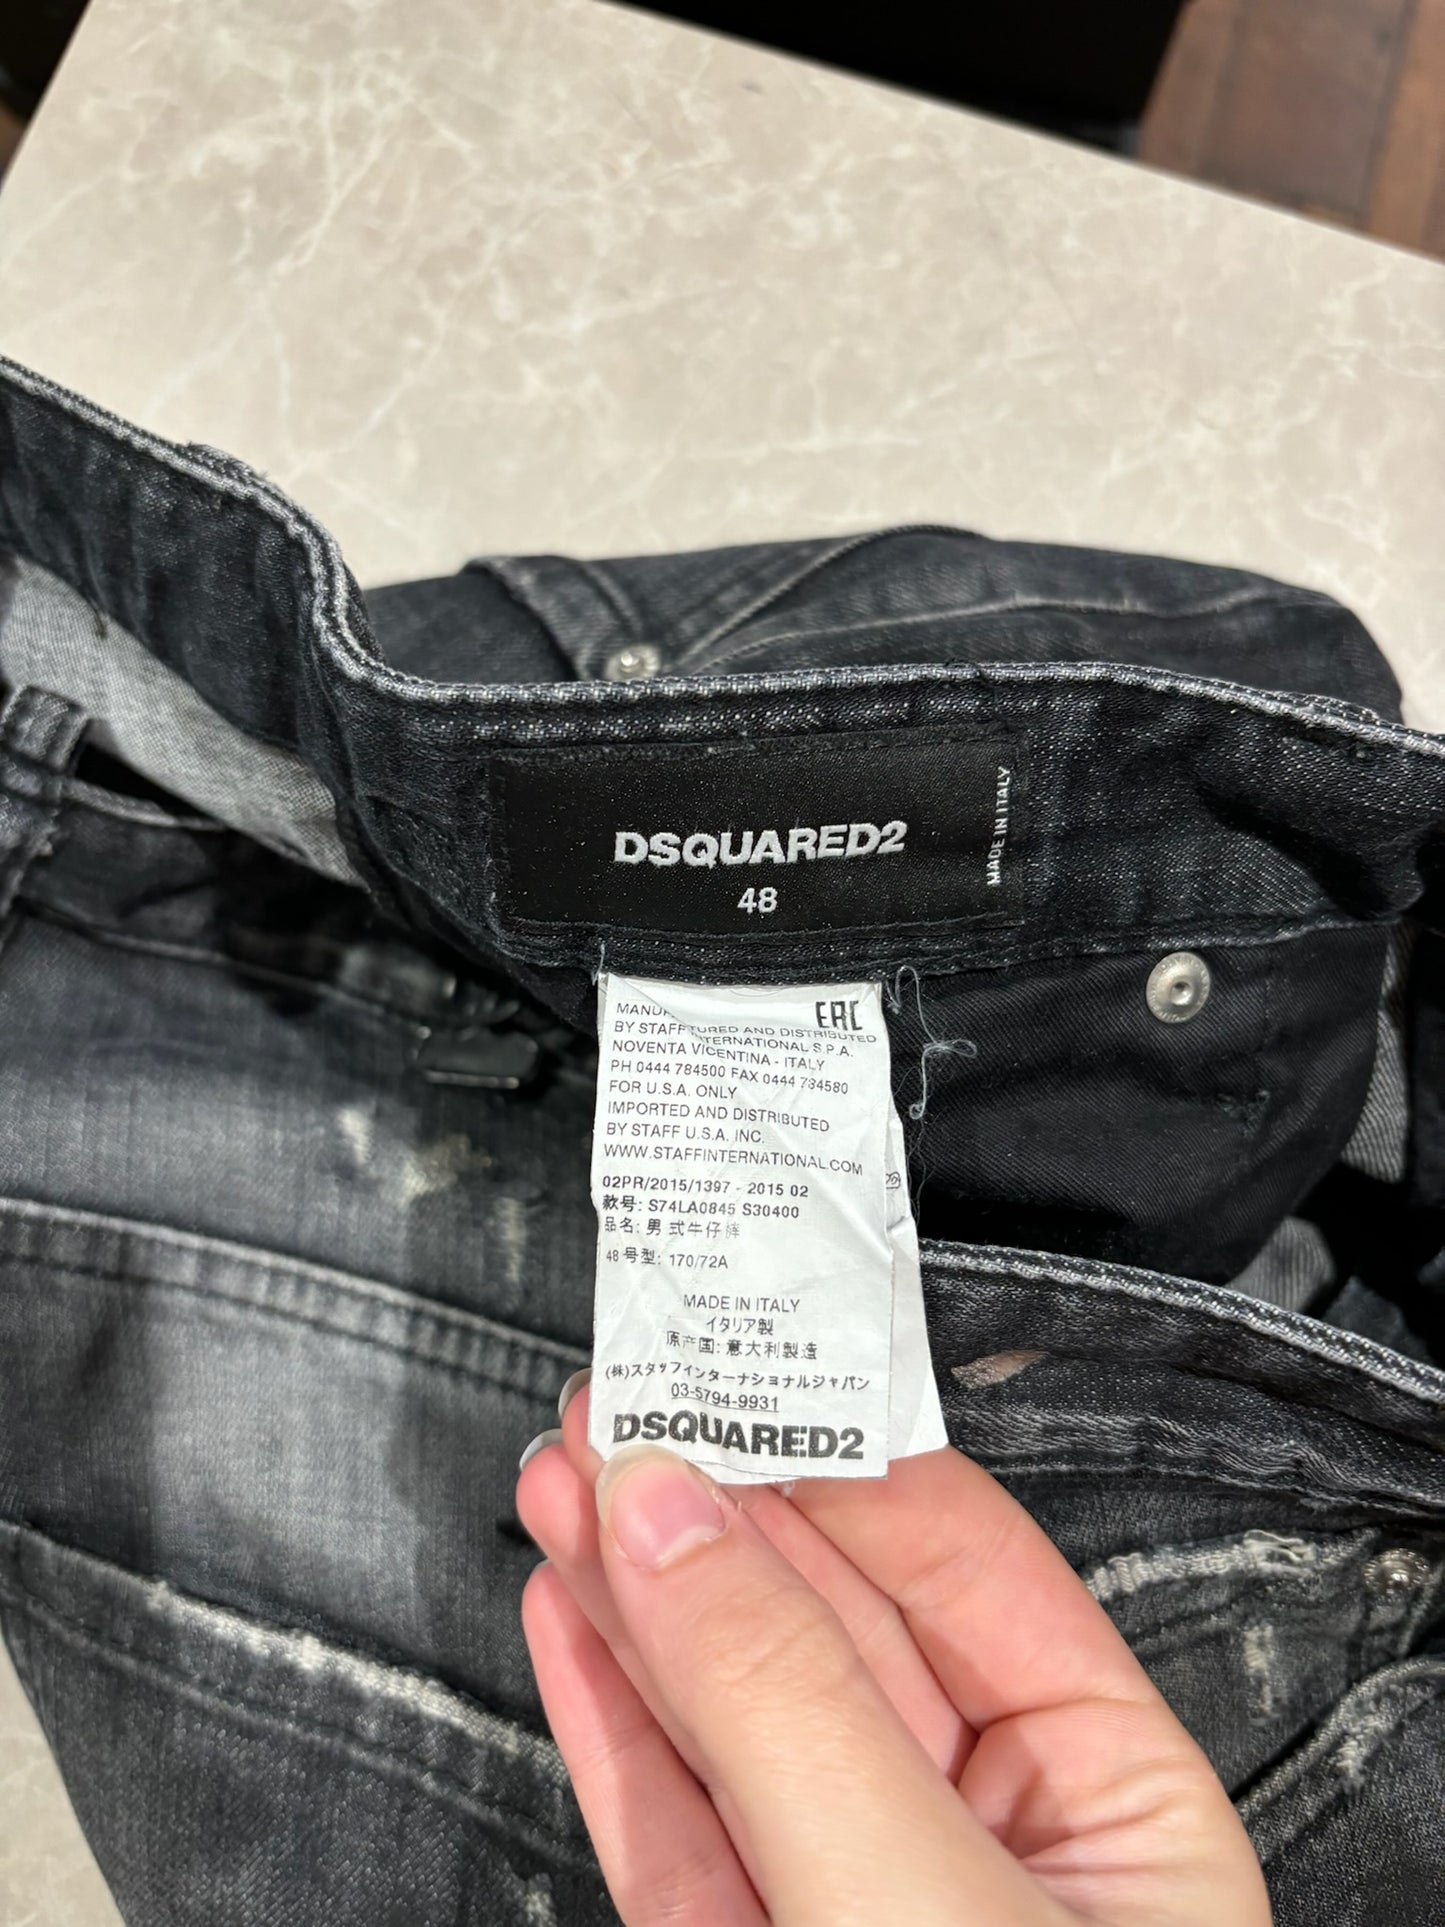 DSQUARED2
48
MADE IN ITALY
EAC
TURED AND DISTRIBUTED
BY STAFF TERNATIONAL S.P.A.
NOVENTA VICENTINA - ITALY
PH 0444 784500 FAX 0444 734580
FOR U.S.A. ONLY
IMPORTED AND DISTRIBUTED
BY STAFF U.S.A. INC.
WWW.STAFFINTERNATIONAL.COM
02PR/2015/1397 - 2015 02
款号: S74LA0845 S30400
品名: 男式牛仔裤
48 号型: 170/72A
MADE IN ITALY
イタリア製
原产国: 意大利製造
(株)スタッフインターナショナルジャパン
03-5794-9931
DSQUARED2